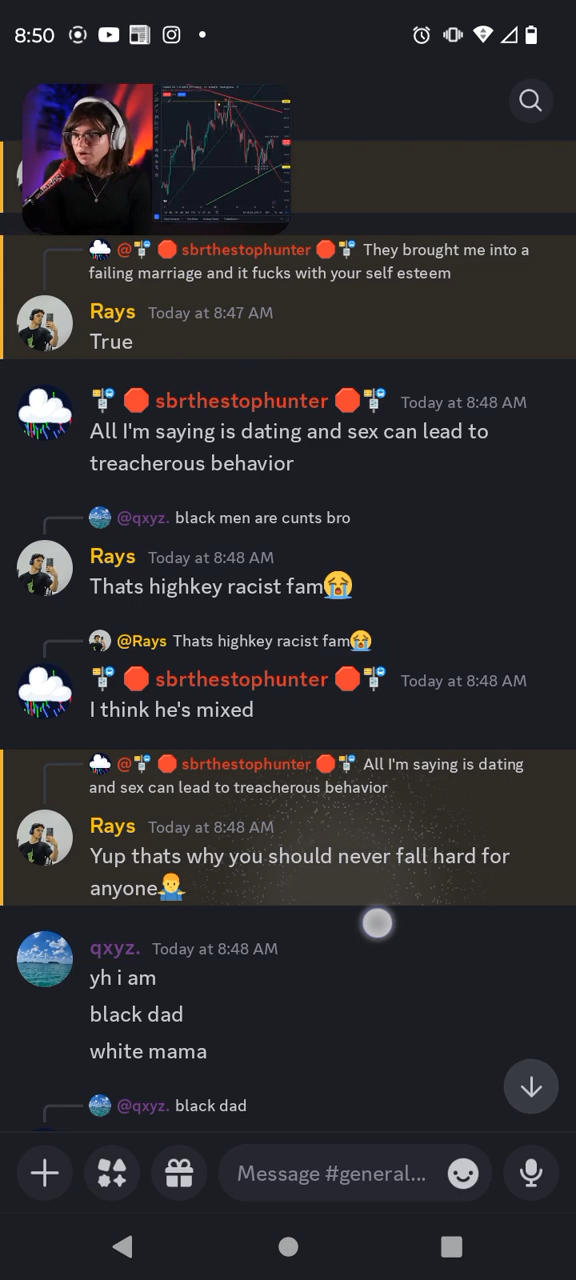 8:50
@🚏 🛑 sbrthestophunter 🛑🚏 They brought me into a
failing marriage and it fucks with your self esteem
Rays Today at 8:47 AM
True
🚏 🛑 sbrthestophunter 🛑🚏 Today at 8:48 AM
All I'm saying is dating and sex can lead to
treacherous behavior
@qxyz. black men are cunts bro
Rays Today at 8:48 AM
Thats highkey racist fam😭
@Rays Thats highkey racist fam😭
🚏 🛑 sbrthestophunter 🛑🚏 Today at 8:48 AM
I think he's mixed
@🚏 🛑 sbrthestophunter 🛑🚏 All I'm saying is dating
and sex can lead to treacherous behavior
Rays Today at 8:48 AM
Yup thats why you should never fall hard for
anyone🤷‍♂️
qxyz. Today at 8:48 AM
yh i am
black dad
white mama
@qxyz. black dad
Message #general...